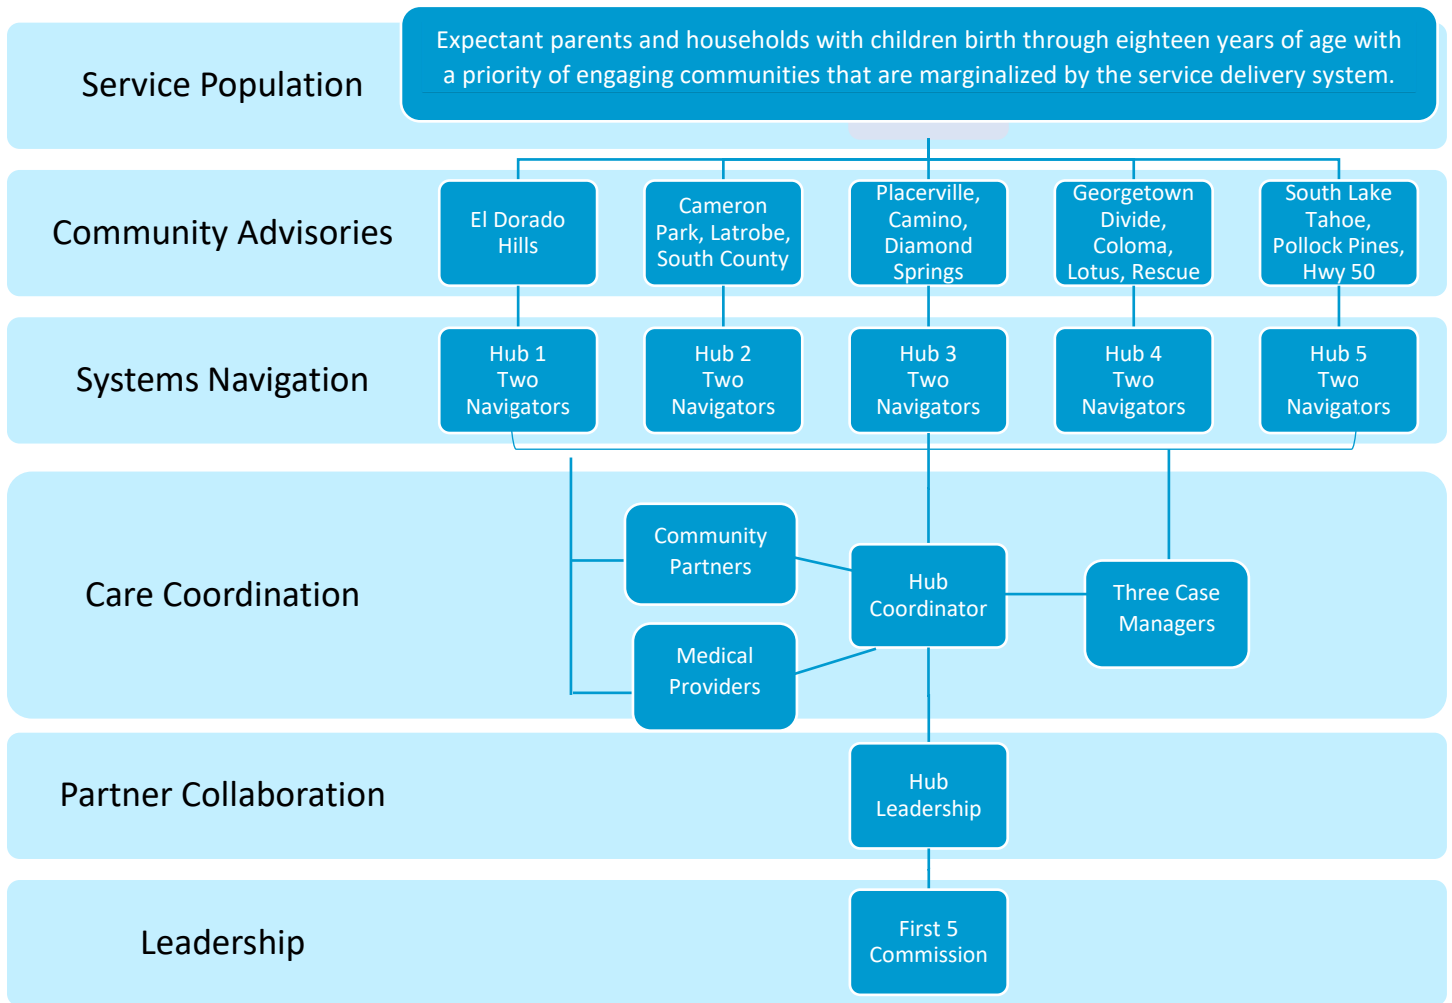 Service Population
Expectant parents and households with children birth through eighteen years of age with
a priority of engaging communities that are marginalized by the service delivery system.
Community Advisories
El Dorado
Hills
Cameron
Park, Latrobe,
South County
Placerville,
Camino,
Diamond
Springs
Georgetown
Divide,
Coloma,
Lotus, Rescue
South Lake
Tahoe,
Pollock Pines,
Hwy 50
Systems Navigation
Hub 1
Two
Navigators
Hub 2
Two
Navigators
Hub 3
Two
Navigators
Hub 4
Two
Navigators
Hub 5
Two
Navigators
Care Coordination
Community
Partners
Medical
Providers
Hub
Coordinator
Three Case
Managers
Partner Collaboration
Hub
Leadership
Leadership
First 5
Commission